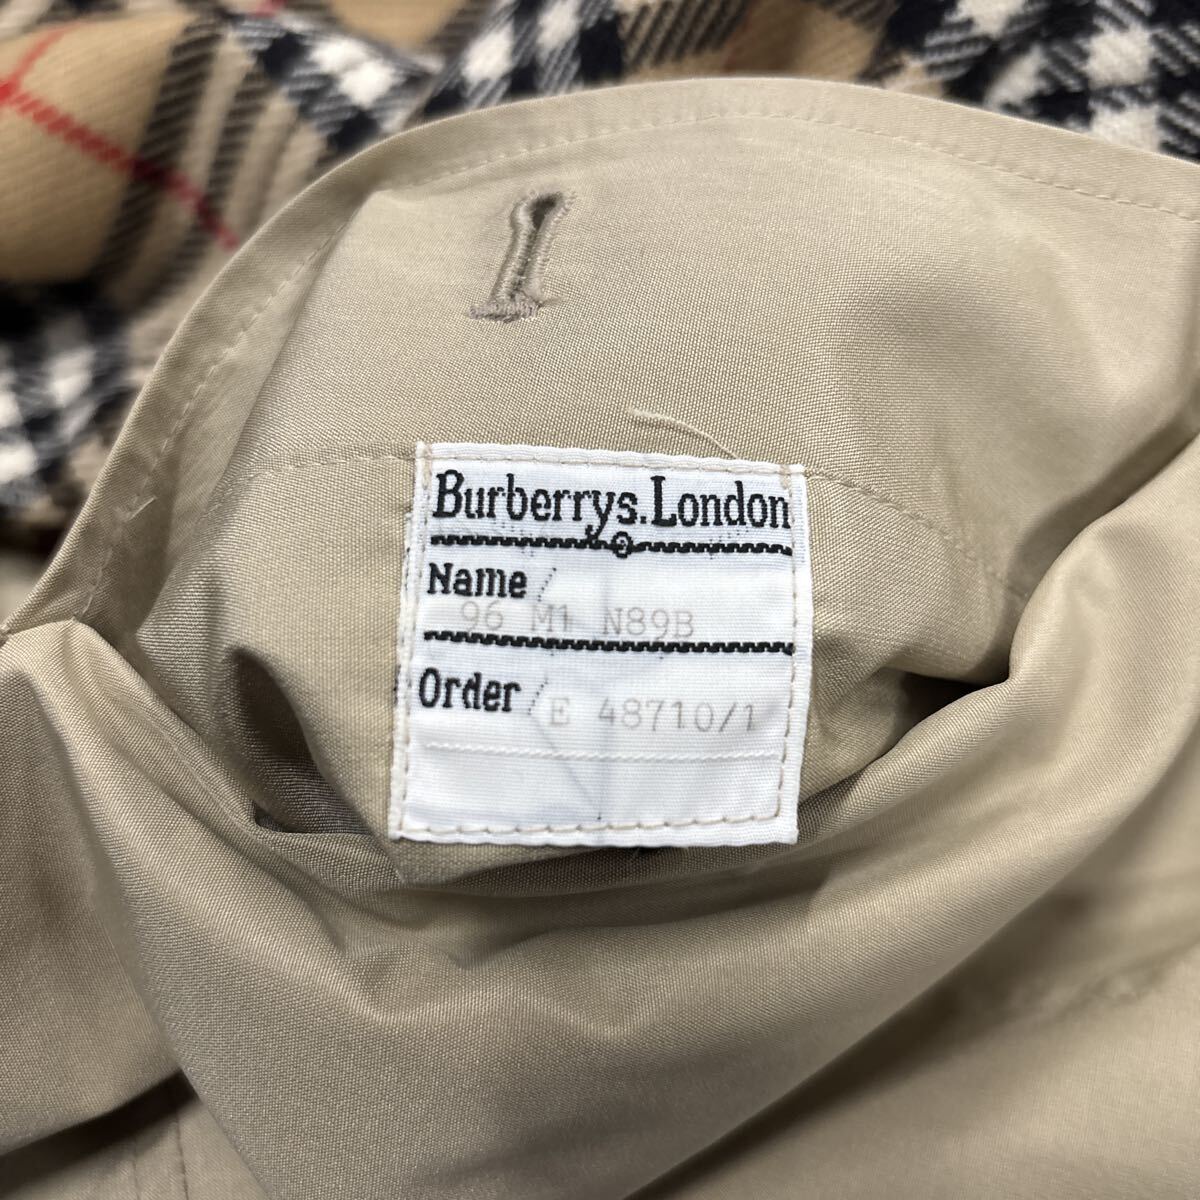 Burberrys.London
Name/
96 M1 N89B
Order/ E 48710/1